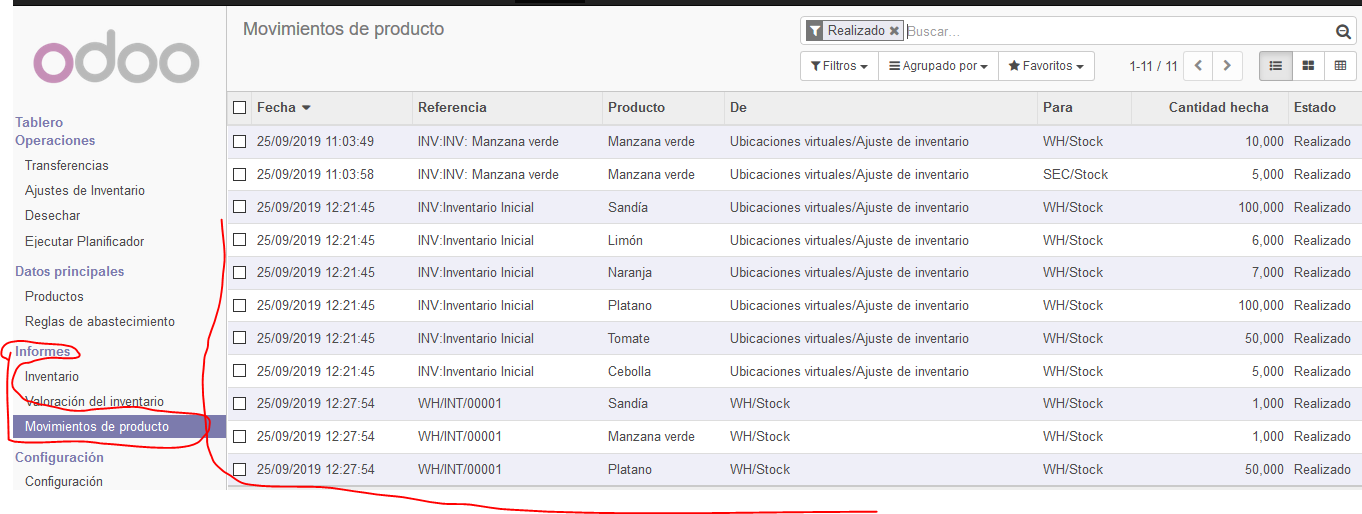 odoo
Tablero
Operaciones
Transferencias
Ajustes de Inventario
Desechar
Ejecutar Planificador
Datos principales
Productos
Reglas de abastecimiento
Informes
Inventario
Valoración del inventario
Movimientos de producto
Configuración
Configuración
Movimientos de producto
Realizado Buscar...
Filtros Agrupado por Favoritos 1-11 / 11
Fecha Referencia Producto De Para Cantidad hecha Estado
25/09/2019 11:03:49 INV:INV: Manzana verde Manzana verde Ubicaciones virtuales/Ajuste de inventario WH/Stock 10,000 Realizado
25/09/2019 11:03:58 INV:INV: Manzana verde Manzana verde Ubicaciones virtuales/Ajuste de inventario SEC/Stock 5,000 Realizado
25/09/2019 12:21:45 INV:Inventario Inicial Sandía Ubicaciones virtuales/Ajuste de inventario WH/Stock 100,000 Realizado
25/09/2019 12:21:45 INV:Inventario Inicial Limón Ubicaciones virtuales/Ajuste de inventario WH/Stock 6,000 Realizado
25/09/2019 12:21:45 INV:Inventario Inicial Naranja Ubicaciones virtuales/Ajuste de inventario WH/Stock 7,000 Realizado
25/09/2019 12:21:45 INV:Inventario Inicial Platano Ubicaciones virtuales/Ajuste de inventario WH/Stock 100,000 Realizado
25/09/2019 12:21:45 INV:Inventario Inicial Tomate Ubicaciones virtuales/Ajuste de inventario WH/Stock 50,000 Realizado
25/09/2019 12:21:45 INV:Inventario Inicial Cebolla Ubicaciones virtuales/Ajuste de inventario WH/Stock 5,000 Realizado
25/09/2019 12:27:54 WH/INT/00001 Sandía WH/Stock WH/Stock 1,000 Realizado
25/09/2019 12:27:54 WH/INT/00001 Manzana verde WH/Stock WH/Stock 1,000 Realizado
25/09/2019 12:27:54 WH/INT/00001 Platano WH/Stock WH/Stock 50,000 Realizado